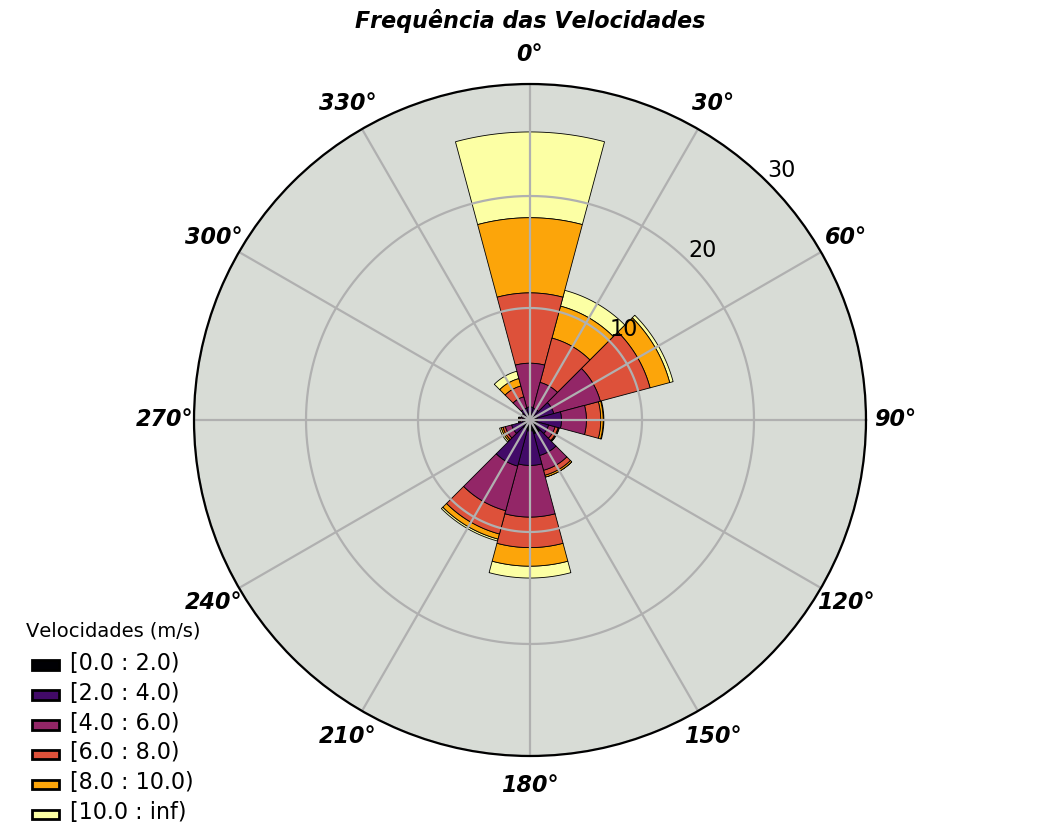 Frequência das Velocidades
0°
330°
30°
30
300°
60°
20
10
270°
90°
240°
120°
210°
150°
180°
Velocidades (m/s)
[0.0 : 2.0)
[2.0 : 4.0)
[4.0 : 6.0)
[6.0 : 8.0)
[8.0 : 10.0)
[10.0 : inf)